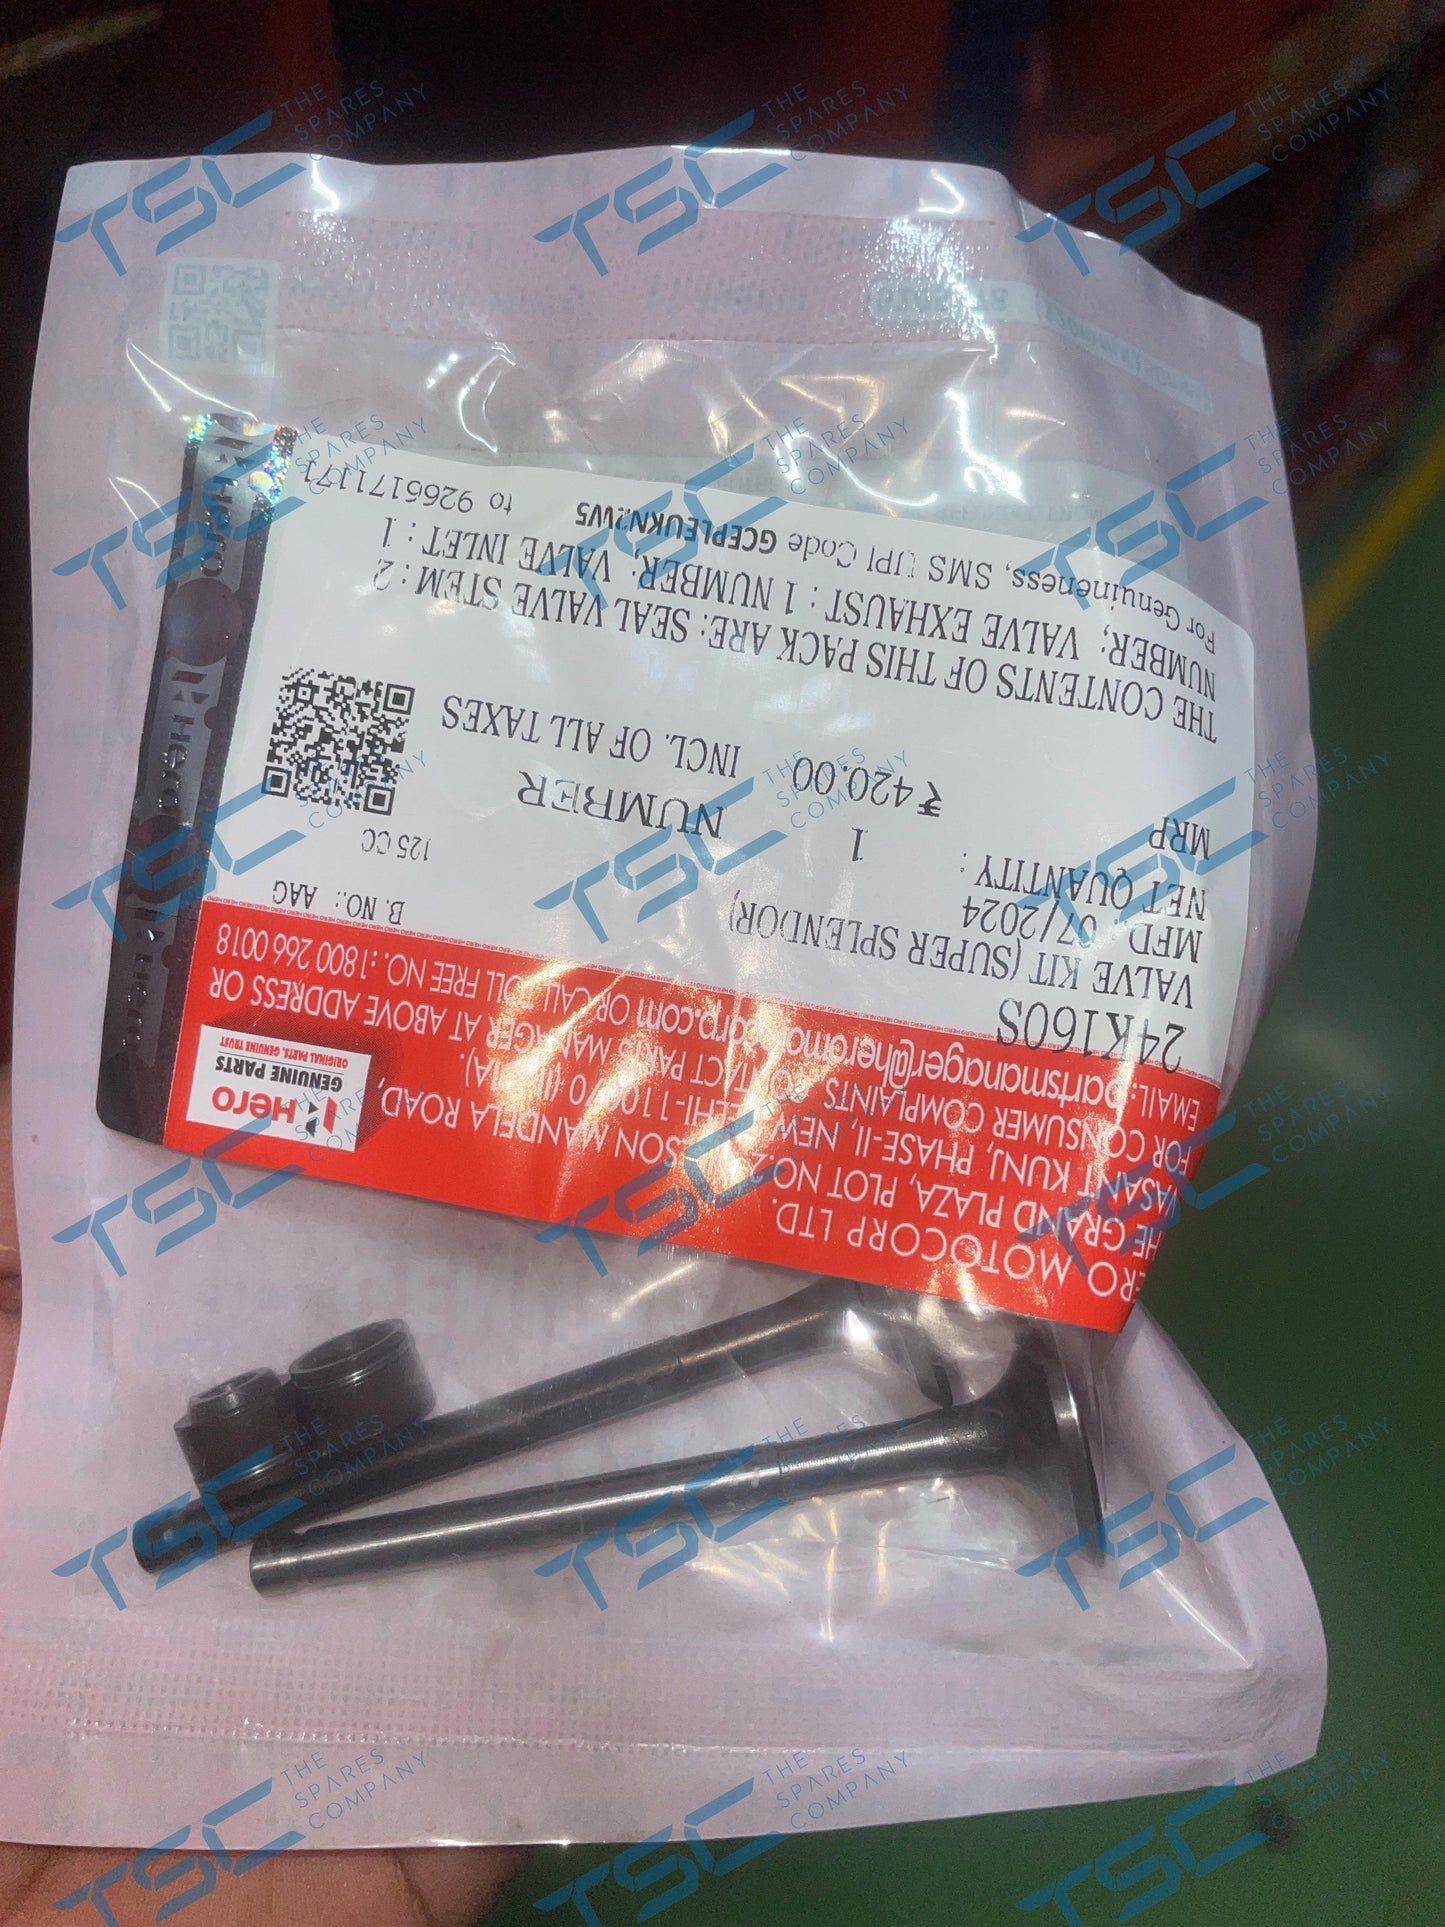 HERO MOTOCORP LTD.
THE GRAND PLAZA, PLOT NO.2, NELSON MANDELA ROAD,
VASANT KUNJ, PHASE-II, NEW DELHI-110070 (INDIA).
FOR CONSUMER COMPLAINTS CONTACT PARTS MANAGER AT ABOVE ADDRESS OR
EMAIL: partsmanager@heromotocorp.com OR CALL TOLL FREE NO.:1800 266 0018
Hero
GENUINE PARTS
ORIGINAL PARTS. GENUINE TRUST
24K160S
VALVE KIT (SUPER SPLENDOR)
B. NO.: AAG
MFD. 07/2024
NET QUANTITY : 1 NUMBER
125 CC
MRP ₹420.00 INCL. OF ALL TAXES
THE CONTENTS OF THIS PACK ARE: SEAL VALVE STEM : 2
NUMBER; VALVE EXHAUST : 1 NUMBER; VALVE INLET : 1
For Genuineness, SMS UPI Code GCEPLEUKN2W5 to 9266171171
Hero
Hero
Hero
TSC THE SPARES COMPANY